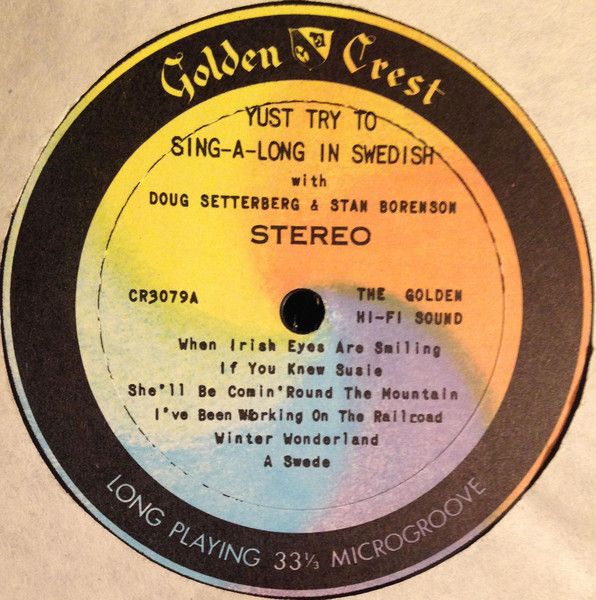 Golden Crest
YUST TRY TO
SING-A-LONG IN SWEDISH
with
DOUG SETTERBERG & STAN BORENSON
STEREO
CR3079A
THE GOLDEN
HI-FI SOUND
When Irish Eyes Are Smiling
If You Knew Susie
She'll Be Comin'Round The Mountain
I've Been Working On The Railroad
Winter Wonderland
A Swede
LONG PLAYING 33⅓ MICROGROOVE